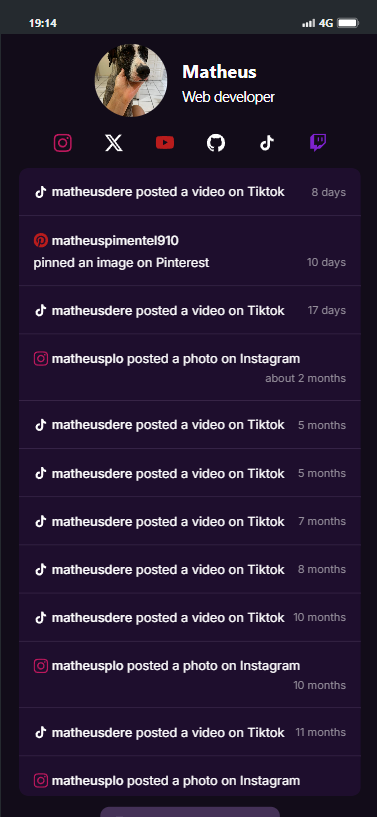 19:14
4G
Matheus
Web developer
matheusdere posted a video on Tiktok 8 days
matheuspimentel910
pinned an image on Pinterest 10 days
matheusdere posted a video on Tiktok 17 days
matheusplo posted a photo on Instagram
about 2 months
matheusdere posted a video on Tiktok 5 months
matheusdere posted a video on Tiktok 5 months
matheusdere posted a video on Tiktok 7 months
matheusdere posted a video on Tiktok 8 months
matheusdere posted a video on Tiktok 10 months
matheusplo posted a photo on Instagram
10 months
matheusdere posted a video on Tiktok 11 months
matheusplo posted a photo on Instagram